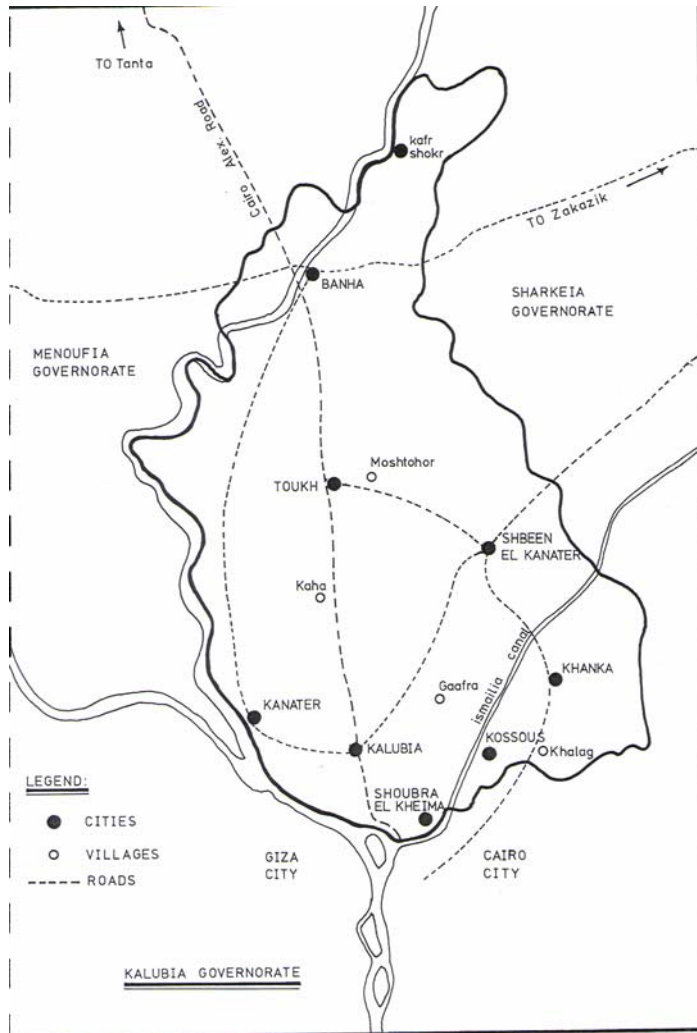 TO Tanta
Cairo Alex. Road
kafr
shokr
TO Zakazik
BANHA
SHARKEIA
GOVERNORATE
MENOUFIA
GOVERNORATE
Moshtohor
TOUKH
SHBEEN
EL KANATER
Kaha
ismailia canal
KHANKA
Gaafra
KANATER
KALUBIA
KOSSOUS
Khalag
LEGEND:
CITIES
VILLAGES
ROADS
SHOUBRA
EL KHEIMA
GIZA
CITY
CAIRO
CITY
KALUBIA GOVERNORATE